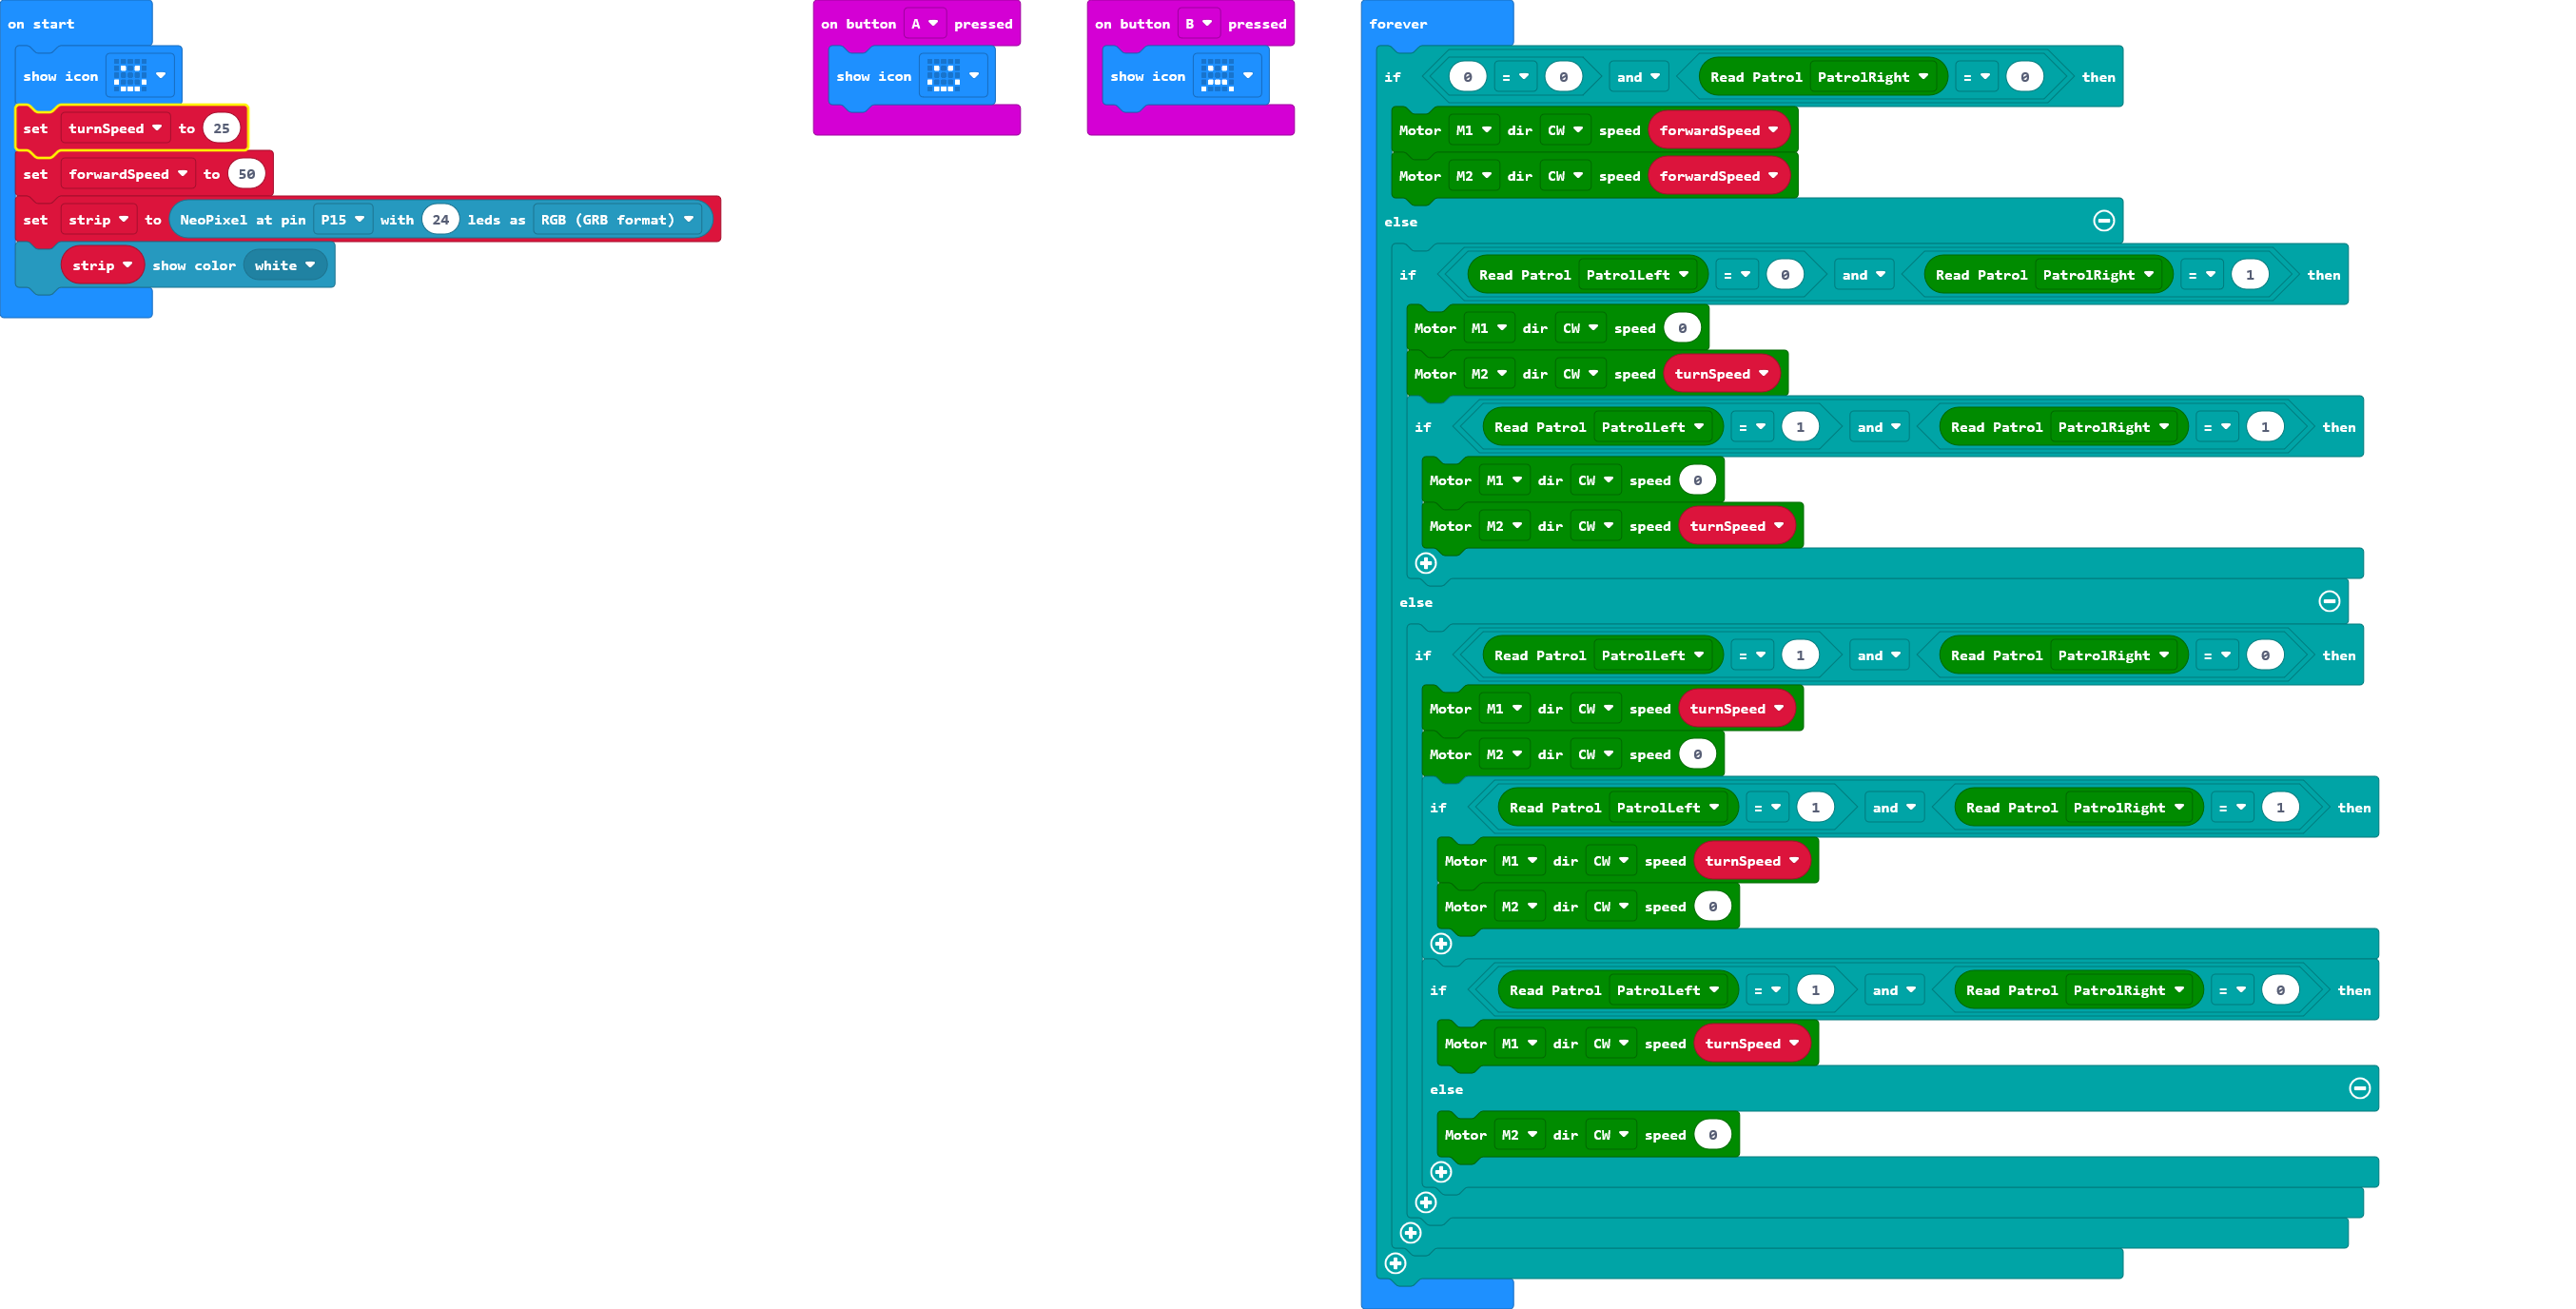 on start
show icon
set turnSpeed to 25
set forwardSpeed to 50
set strip to NeoPixel at pin P15 with 24 leds as RGB (GRB format)
strip show color white
on button A pressed
show icon
on button B pressed
show icon
forever
if 0 = 0 and Read Patrol PatrolRight = 0 then
Motor M1 dir CW speed forwardSpeed
Motor M2 dir CW speed forwardSpeed
else
if Read Patrol PatrolLeft = 0 and Read Patrol PatrolRight = 1 then
Motor M1 dir CW speed 0
Motor M2 dir CW speed turnSpeed
if Read Patrol PatrolLeft = 1 and Read Patrol PatrolRight = 1 then
Motor M1 dir CW speed 0
Motor M2 dir CW speed turnSpeed
else
if Read Patrol PatrolLeft = 1 and Read Patrol PatrolRight = 0 then
Motor M1 dir CW speed turnSpeed
Motor M2 dir CW speed 0
if Read Patrol PatrolLeft = 1 and Read Patrol PatrolRight = 1 then
Motor M1 dir CW speed turnSpeed
Motor M2 dir CW speed 0
if Read Patrol PatrolLeft = 1 and Read Patrol PatrolRight = 0 then
Motor M1 dir CW speed turnSpeed
else
Motor M2 dir CW speed 0